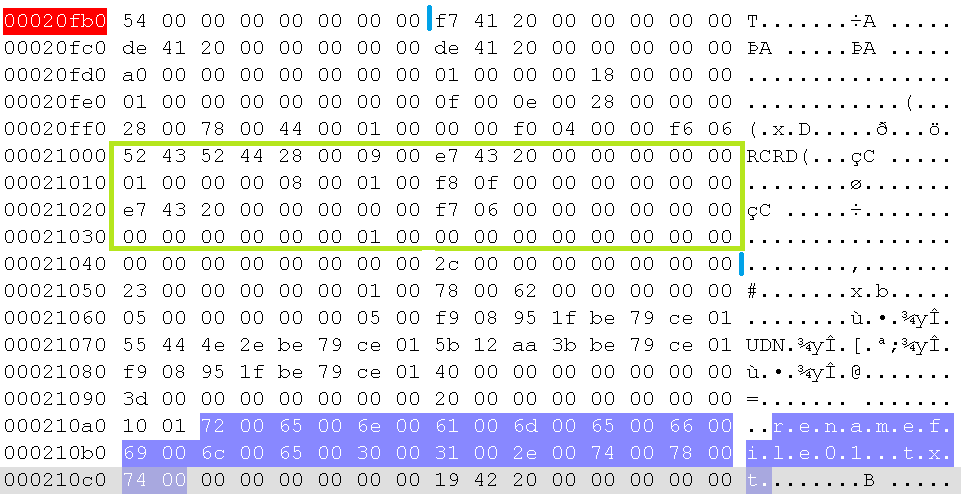 00020fb0 54 00 00 00 00 00 00 00 f7 41 20 00 00 00 00 00 T.......÷A .....
00020fc0 de 41 20 00 00 00 00 00 de 41 20 00 00 00 00 00 ÞA .....ÞA .....
00020fd0 a0 00 00 00 00 00 00 00 01 00 00 00 18 00 00 00 ................
00020fe0 01 00 00 00 00 00 00 00 0f 00 0e 00 28 00 00 00 ............(...
00020ff0 28 00 78 00 44 00 01 00 00 00 f0 04 00 00 f6 06 (.x.D.....ð...ö.
00021000 52 43 52 44 28 00 09 00 e7 43 20 00 00 00 00 00 RCRD(...çC .....
00021010 01 00 00 00 08 00 01 00 f8 0f 00 00 00 00 00 00 ........ø.......
00021020 e7 43 20 00 00 00 00 00 f7 06 00 00 00 00 00 00 çC .....÷.......
00021030 00 00 00 00 00 00 01 00 00 00 00 00 00 00 00 00 ................
00021040 00 00 00 00 00 00 00 00 2c 00 00 00 00 00 00 00 ........,.......
00021050 23 00 00 00 00 00 01 00 78 00 62 00 00 00 00 00 #.......x.b.....
00021060 05 00 00 00 00 00 05 00 f9 08 95 1f be 79 ce 01 ........ù.•.¾yÎ.
00021070 55 44 4e 2e be 79 ce 01 5b 12 aa 3b be 79 ce 01 UDN.¾yÎ.[.ª;¾yÎ.
00021080 f9 08 95 1f be 79 ce 01 40 00 00 00 00 00 00 00 ù.•.¾yÎ.@.......
00021090 3d 00 00 00 00 00 00 00 20 00 00 00 00 00 00 00 =....... .......
000210a0 10 01 72 00 65 00 6e 00 61 00 6d 00 65 00 66 00 ..r.e.n.a.m.e.f.
000210b0 69 00 6c 00 65 00 30 00 31 00 2e 00 74 00 78 00 i.l.e.0.1...t.x.
000210c0 74 00 00 00 00 00 00 00 19 42 20 00 00 00 00 00 t........B .....